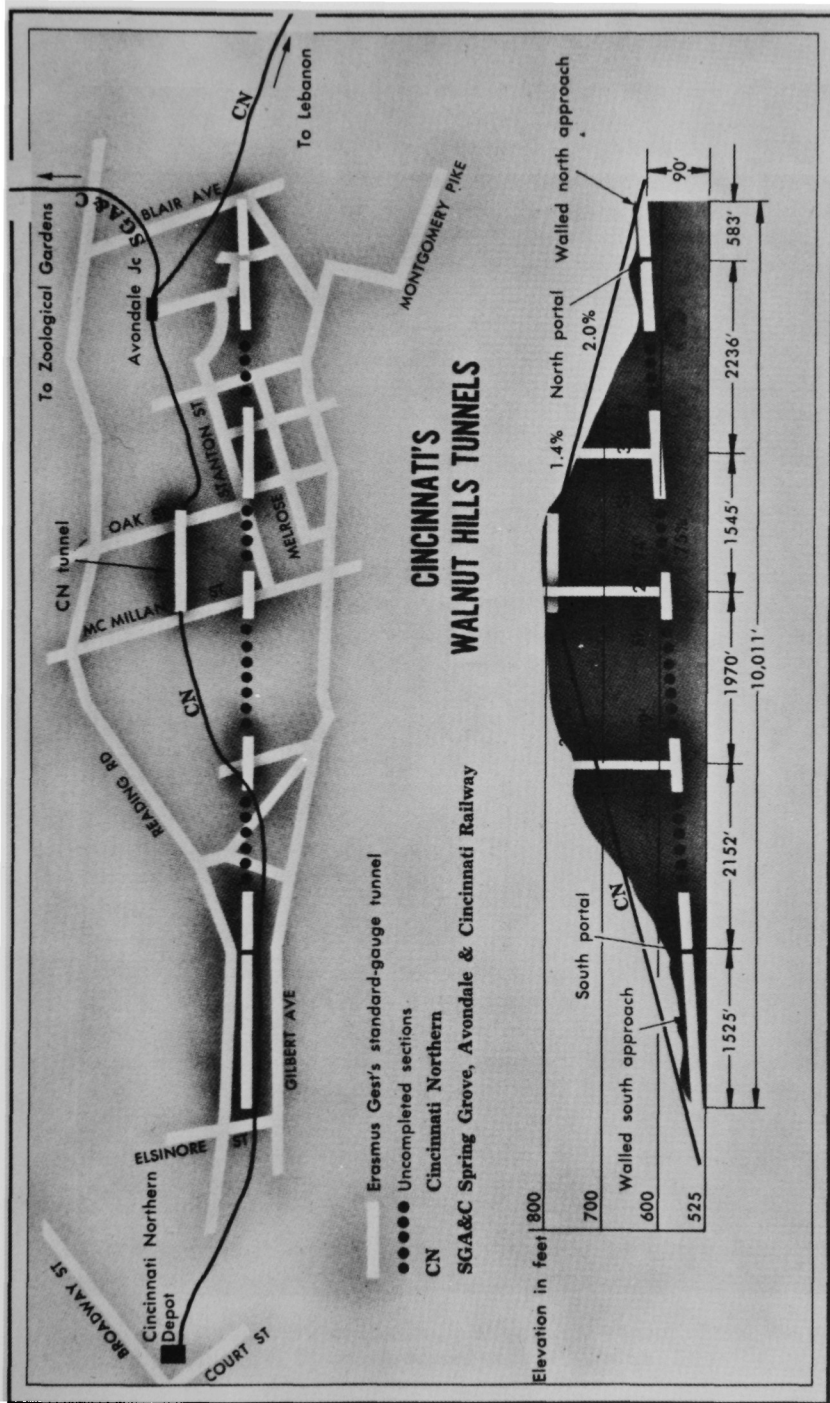 BROADWAY ST
Cincinnati Northern
Depot
COURT ST
ELSINORE ST
GILBERT AVE
READING RD
CN
MC MILLAN ST
CN tunnel
OAK
STANTON ST
MELROSE
To Zoological Gardens
Avondale Jc
SGA&C
BLAIR AVE
CN
To Lebanon
MONTGOMERY PIKE
Erasmus Gest's standard-gauge tunnel
Uncompleted sections
CN Cincinnati Northern
SGA&C Spring Grove, Avondale & Cincinnati Railway
CINCINNATI'S
WALNUT HILLS TUNNELS
Elevation in feet
800
700
600
525
Walled south approach
South portal
CN
1.4%
North portal
2.0%
Walled north approach
90'
2
3
.75%
1525'
2152'
1970'
1545'
2236'
583'
10,011'